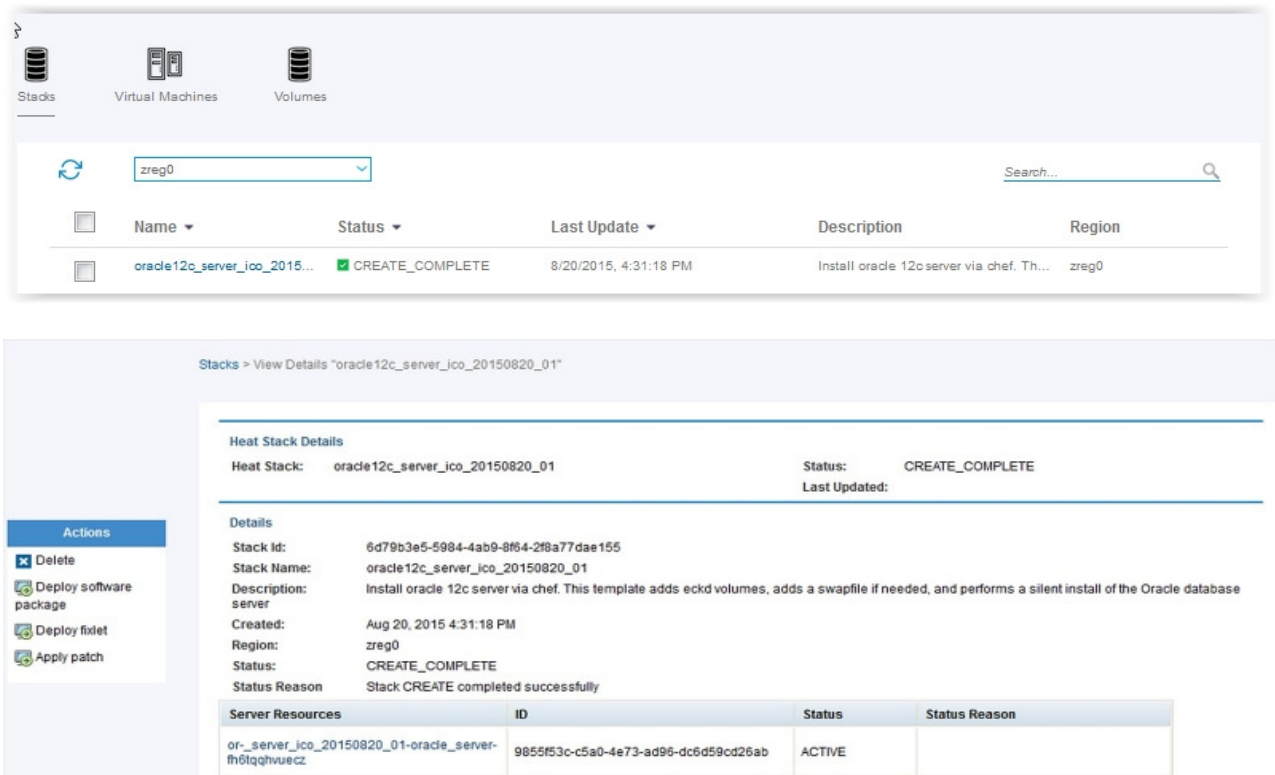 Stacks
Virtual Machines
Volumes
zreg0
Search...
Name
Status
Last Update
Description
Region
oracle12c_server_ico_2015...
CREATE_COMPLETE
8/20/2015, 4:31:18 PM
Install oracle 12c server via chef. Th...
zreg0
Stacks > View Details "oracle12c_server_ico_20150820_01"
Heat Stack Details
Heat Stack: oracle12c_server_ico_20150820_01
Status: CREATE_COMPLETE
Last Updated:
Actions
Delete
Deploy software
package
Deploy fixlet
Apply patch
Details
Stack Id: 6d79b3e5-5984-4ab9-8f64-2f8a77dae155
Stack Name: oracle12c_server_ico_20150820_01
Description: Install oracle 12c server via chef. This template adds eckd volumes, adds a swapfile if needed, and performs a silent install of the Oracle database
server
Created: Aug 20, 2015 4:31:18 PM
Region: zreg0
Status: CREATE_COMPLETE
Status Reason Stack CREATE completed successfully
Server Resources ID Status Status Reason
or-_server_ico_20150820_01-oracle_server-
fh6tqqhvuecz
9855f53c-c5a0-4e73-ad96-dc6d59cd26ab
ACTIVE